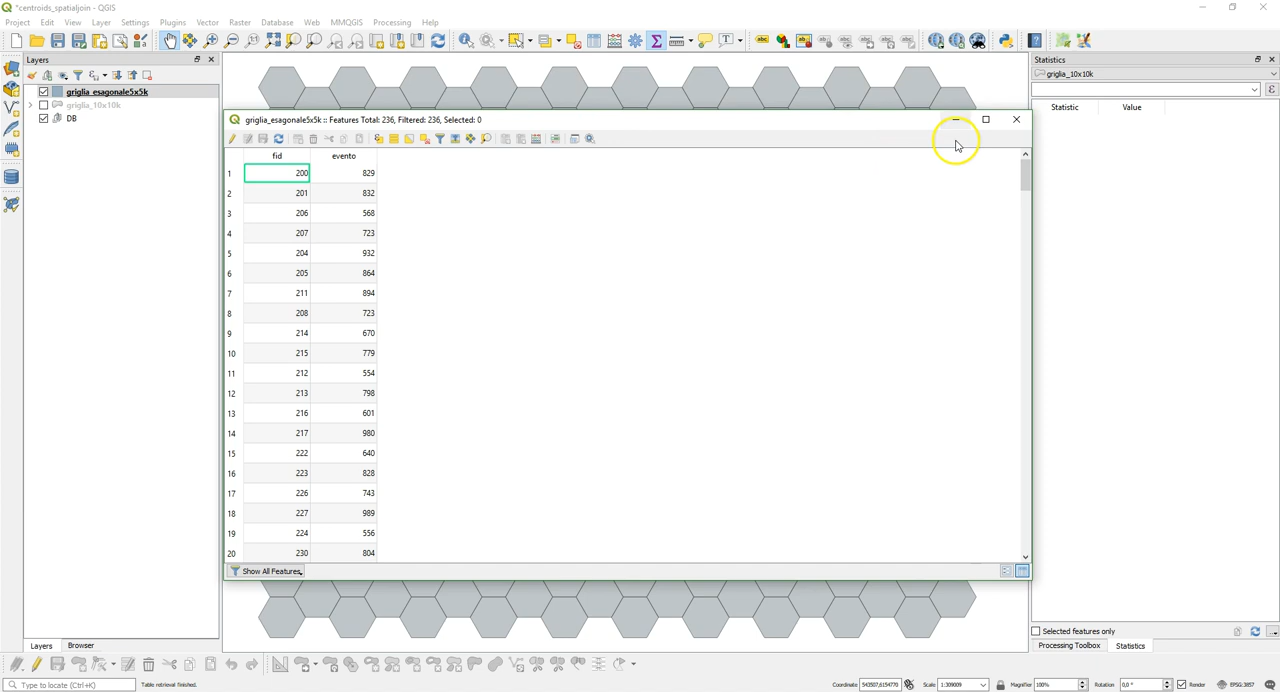 *centroids_spatialjoin - QGIS
Project Edit View Layer Settings Plugins Vector Raster Database Web MMQGIS Processing Help
Layers
griglia_esagonale5x5k
griglia_10x10k
DB
griglia_esagonale5x5k :: Features Total: 236, Filtered: 236, Selected: 0
fid evento
1 200 829
2 201 832
3 206 568
4 207 723
5 204 932
6 205 864
7 211 894
8 208 723
9 214 670
10 215 779
11 212 554
12 213 798
13 216 601
14 217 980
15 222 640
16 223 828
17 226 743
18 227 989
19 224 556
20 230 804
Show All Features
Statistics
griglia_10x10k
ε
Statistic Value
Selected features only
Layers Browser
Processing Toolbox Statistics
Type to locate (Ctrl+K) Table retrieval finished. Coordinate 543507,6154770 Scale 1:309009 Magnifier 100% Rotation 0,0 ° Render EPSG:3857